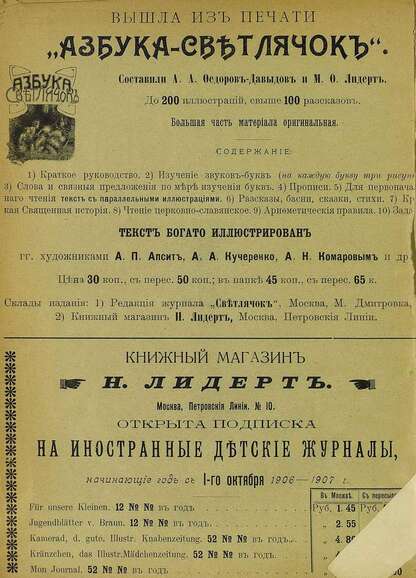 ВЫШЛА ИЗЪ ПЕЧАТИ
„АЗБУКА-СВѢТЛЯЧОКЪ“.
АЗБУКА
СВѢТЛЯЧОКЪ
Составили А. А. Ѳедоровъ-Давыдовъ и М. О. Лидертъ.
До 200 иллюстрацій, свыше 100 разсказовъ.
Большая часть матеріала оригинальная.
СОДЕРЖАНІЕ:
1) Краткое руководство. 2) Изученіе звуковъ-буквъ (на каждую букву три
3) Слова и связныя предложенія по мѣрѣ изученія буквъ. 4) Прописи. 5) Для
наго чтенія текстъ съ параллельными иллюстраціями. 6) Разсказы, басни, сказки, стихи. 7)
кая Священная исторія. 8) Чтеніе церковно-славянское. 9) Арифметическія правила. 10)
ТЕКСТЪ БОГАТО ИЛЛЮСТРИРОВАНЪ
гг. художниками А. П. Апситъ, А. А. Кучеренко, А. Н. Комаровымъ и др
Цѣна 30 коп., съ перес. 50 коп.; въ папкѣ 45 коп., съ перес. 65 к.
Склады изданія: 1) Редакція журнала „Свѣтлячокъ“, Москва, М. Дмитровка,
2) Книжный магазинъ Н. Лидертъ, Москва, Петровскія Линіи.
КНИЖНЫЙ МАГАЗИНЪ
Н. ЛИДЕРТЪ.
Москва, Петровскія Линіи, № 10.
ОТКРЫТА ПОДПИСКА
НА ИНОСТРАННЫЕ ДѢТСКІЕ ЖУРНАЛЫ,
начинающіе годъ съ 1-го октября 1906—1907 г.
Въ Москвѣ. Съ
Für unsere Kleinen. 12 №№ въ годъ Руб. 1.45 Руб.
Jugendblätter v. Braun. 12 №№ въ годъ „ 2.55
Kamerad, d. gute. Illustr. Knabenzeitung. 52 №№ въ годъ „ 4.80
Kränzchen, das Illustr. Mädchenzeitung. 52 №№ въ годъ
Mon Journal. 52 №№ въ годъ